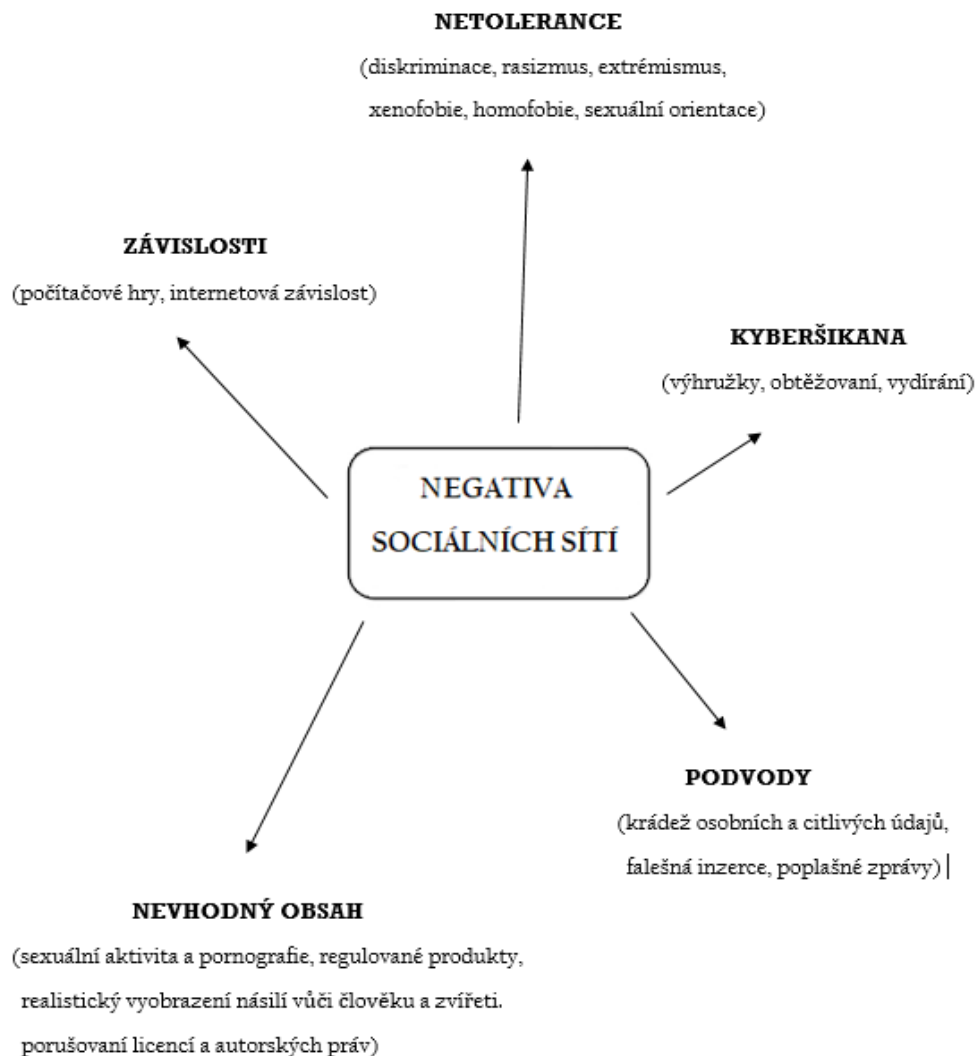 NETOLERANCE
(diskriminace, rasizmus, extrémismus,
xenofobie, homofobie, sexuální orientace)
ZÁVISLOSTI
(počítačové hry, internetová závislost)
KYBERŠIKANA
(výhružky, obtěžovaní, vydírání)
NEGATIVA
SOCIÁLNÍCH SÍTÍ
PODVODY
(krádež osobních a citlivých údajů,
falešná inzerce, poplašné zprávy)
NEVHODNÝ OBSAH
(sexuální aktivita a pornografie, regulované produkty,
realistický vyobrazení násilí vůči člověku a zvířeti.
porušovaní licencí a autorských práv)